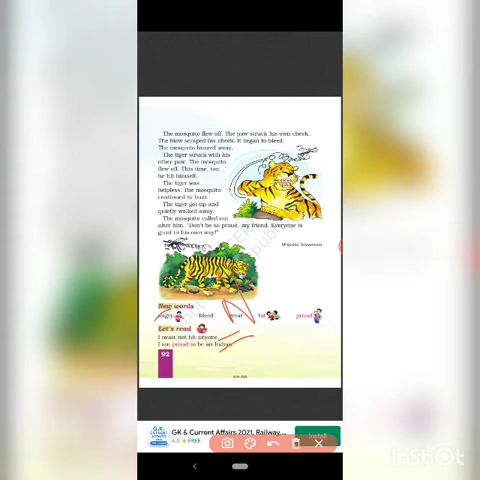 The mosquito flew off. The paw struck his own cheek.
The blow scraped his cheek. It began to bleed.
The mosquito buzzed away.
The tiger struck with his
other paw. The mosquito
flew off. This time, too,
he hit himself.
The tiger was
helpless. The mosquito
continued to buzz.
The tiger got up and
quietly walked away.
The mosquito called out
after him, "Don't be so proud, my friend. Everyone is
great in his own way!"
New words
angry bleed great hit proud
Let's read
I must not hit anyone.
I am proud to be an Indian.
92
GK & Current Affairs 2021, Railway,...
4.5 ★ FREE
Install
InShOt